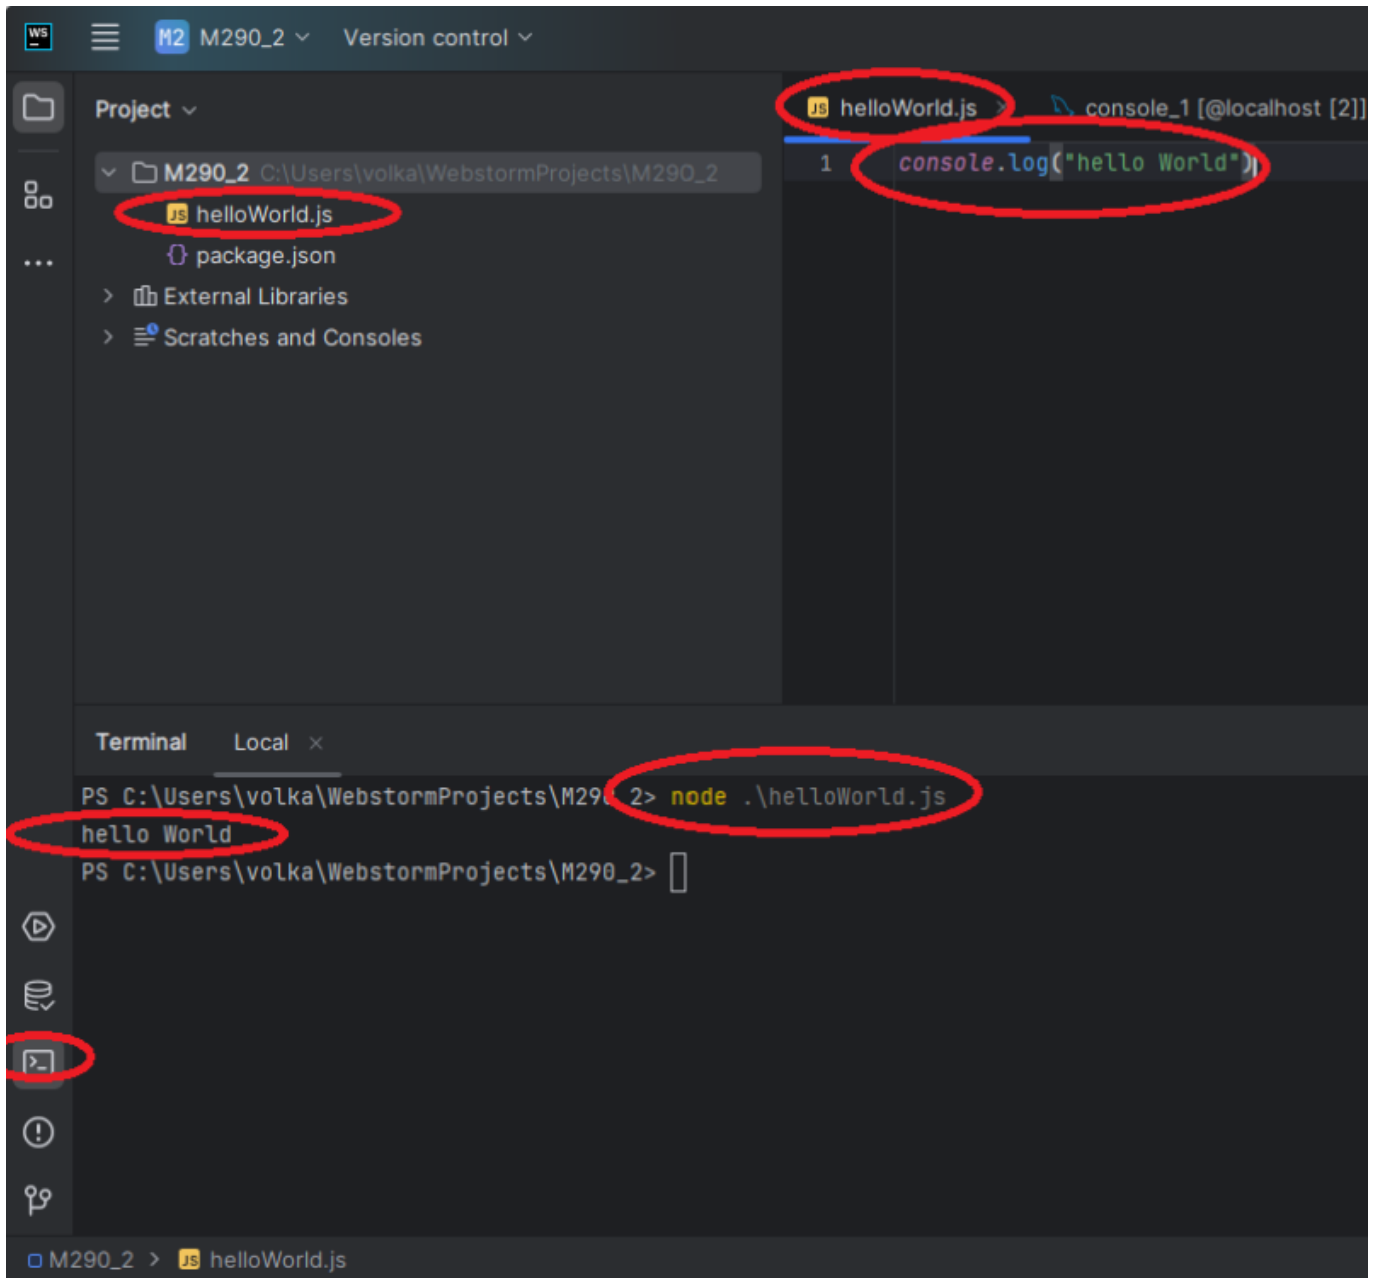 WS
M2 M290_2 Version control
Project
helloWorld.js console_1 [@localhost [2]]
M290_2 C:\Users\volka\WebstormProjects\M290_2
1 console.log("hello World")
JS helloWorld.js
{} package.json
External Libraries
Scratches and Consoles
Terminal Local
PS C:\Users\volka\WebstormProjects\M290_2> node .\helloWorld.js
hello World
PS C:\Users\volka\WebstormProjects\M290_2>
M290_2 > JS helloWorld.js